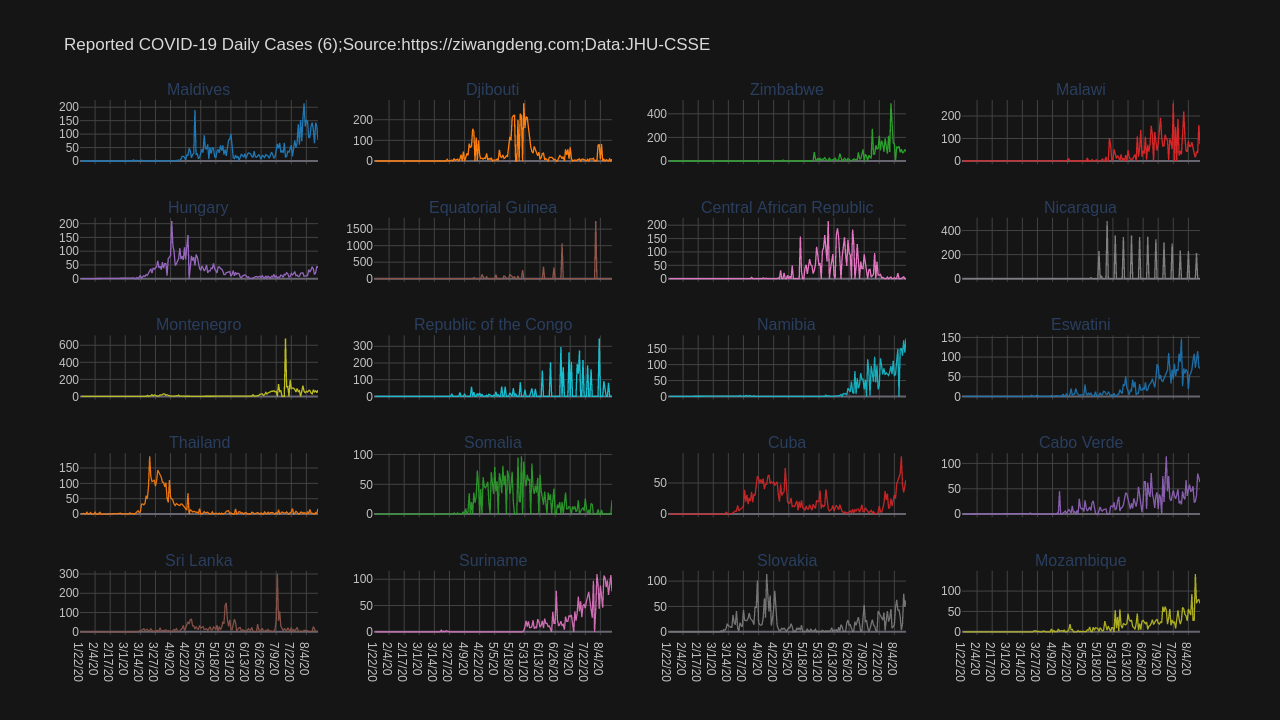 Reported COVID-19 Daily Cases (6);Source:https://ziwangdeng.com;Data:JHU-CSSE
Maldives Djibouti Zimbabwe Malawi
200 150 100 50 0
200 100 0
400 200 0
200 100 0
Hungary Equatorial Guinea Central African Republic Nicaragua
200 150 100 50 0
1500 1000 500 0
200 150 100 50 0
400 200 0
Montenegro Republic of the Congo Namibia Eswatini
600 400 200 0
300 200 100 0
150 100 50 0
150 100 50 0
Thailand Somalia Cuba Cabo Verde
150 100 50 0
100 50 0
50 0
100 50 0
Sri Lanka Suriname Slovakia Mozambique
300 200 100 0
100 50 0
100 50 0
100 50 0
1/22/20 2/4/20 2/17/20 3/1/20 3/14/20 3/27/20 4/9/20 4/22/20 5/5/20 5/18/20 5/31/20 6/13/20 6/26/20 7/9/20 7/22/20 8/4/20
1/22/20 2/4/20 2/17/20 3/1/20 3/14/20 3/27/20 4/9/20 4/22/20 5/5/20 5/18/20 5/31/20 6/13/20 6/26/20 7/9/20 7/22/20 8/4/20
1/22/20 2/4/20 2/17/20 3/1/20 3/14/20 3/27/20 4/9/20 4/22/20 5/5/20 5/18/20 5/31/20 6/13/20 6/26/20 7/9/20 7/22/20 8/4/20
1/22/20 2/4/20 2/17/20 3/1/20 3/14/20 3/27/20 4/9/20 4/22/20 5/5/20 5/18/20 5/31/20 6/13/20 6/26/20 7/9/20 7/22/20 8/4/20